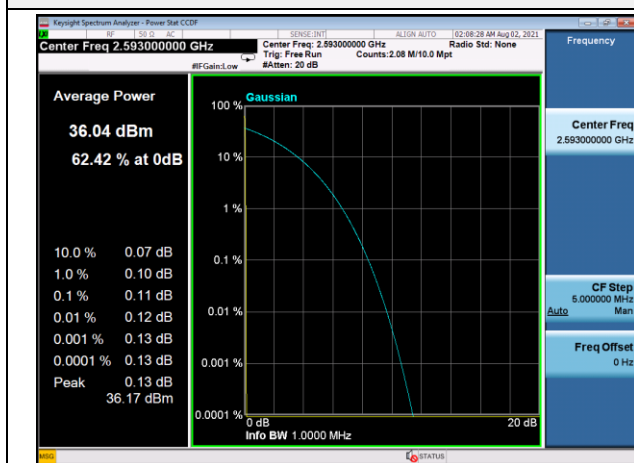 Keysight Spectrum Analyzer - Power Stat CCDF
LXI RF 50 Ω AC SENSE:INT ALIGN AUTO 02:08:28 AM Aug 02, 2021
Center Freq 2.593000000 GHz
Center Freq: 2.593000000 GHz Radio Std: None
Trig: Free Run Counts:2.08 M/10.0 Mpt
#IFGain:Low #Atten: 20 dB
Frequency
Average Power
36.04 dBm
62.42 % at 0dB
10.0 % 0.07 dB
1.0 % 0.10 dB
0.1 % 0.11 dB
0.01 % 0.12 dB
0.001 % 0.13 dB
0.0001 % 0.13 dB
Peak 0.13 dB
36.17 dBm
Gaussian
100 %
10 %
1 %
0.1 %
0.01 %
0.001 %
0.0001 %
0 dB 20 dB
Info BW 1.0000 MHz
Center Freq
2.593000000 GHz
CF Step
5.000000 MHz
Auto Man
Freq Offset
0 Hz
MSG STATUS